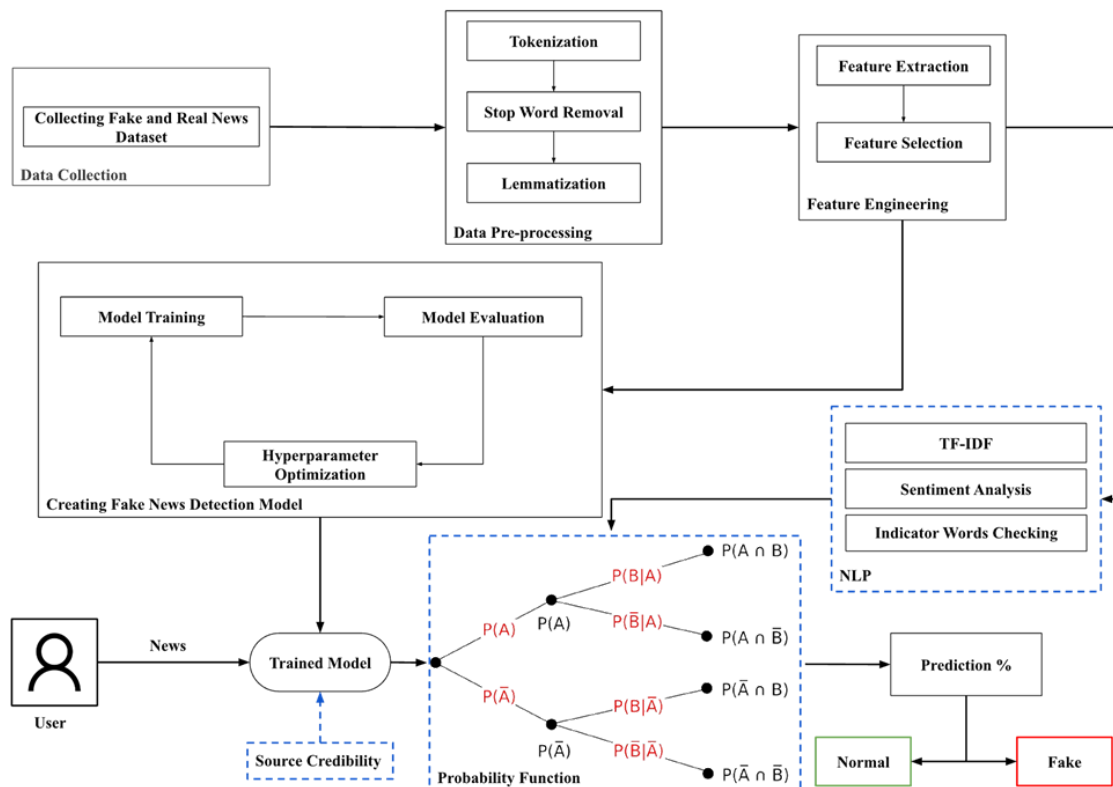 Tokenization
Stop Word Removal
Lemmatization
Data Pre-processing
Feature Extraction
Feature Selection
Feature Engineering
Collecting Fake and Real News
Dataset
Data Collection
Model Training
Model Evaluation
Hyperparameter
Optimization
Creating Fake News Detection Model
TF-IDF
Sentiment Analysis
Indicator Words Checking
NLP
User
News
Trained Model
Source Credibility
P(A)
P(A)
P(Ā)
P(Ā)
P(B|A)
P(B̄|A)
P(B|Ā)
P(B̄|Ā)
P(A ∩ B)
P(A ∩ B̄)
P(Ā ∩ B)
P(Ā ∩ B̄)
Probability Function
Prediction %
Normal
Fake